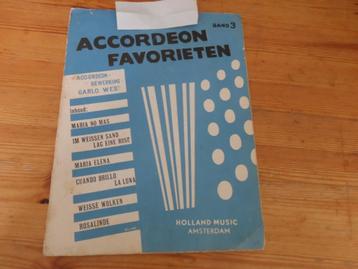 BAND 3
ACCORDEON
FAVORIETEN
ACCORDEON-
BEWERKING
CARLO WES
Inhoud:
MARIA NO MAS
IM WEISSEN SAND
LAG EINE ROSE
MARIA ELENA
CUANDO BRILLO
LA LUNA
WEISSE WOLKEN
ROSALINDE
HOLLAND MUSIC
AMSTERDAM